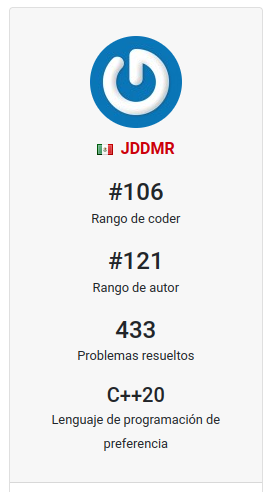 JDDMR
#106
Rango de coder
#121
Rango de autor
433
Problemas resueltos
C++20
Lenguaje de programación de
preferencia